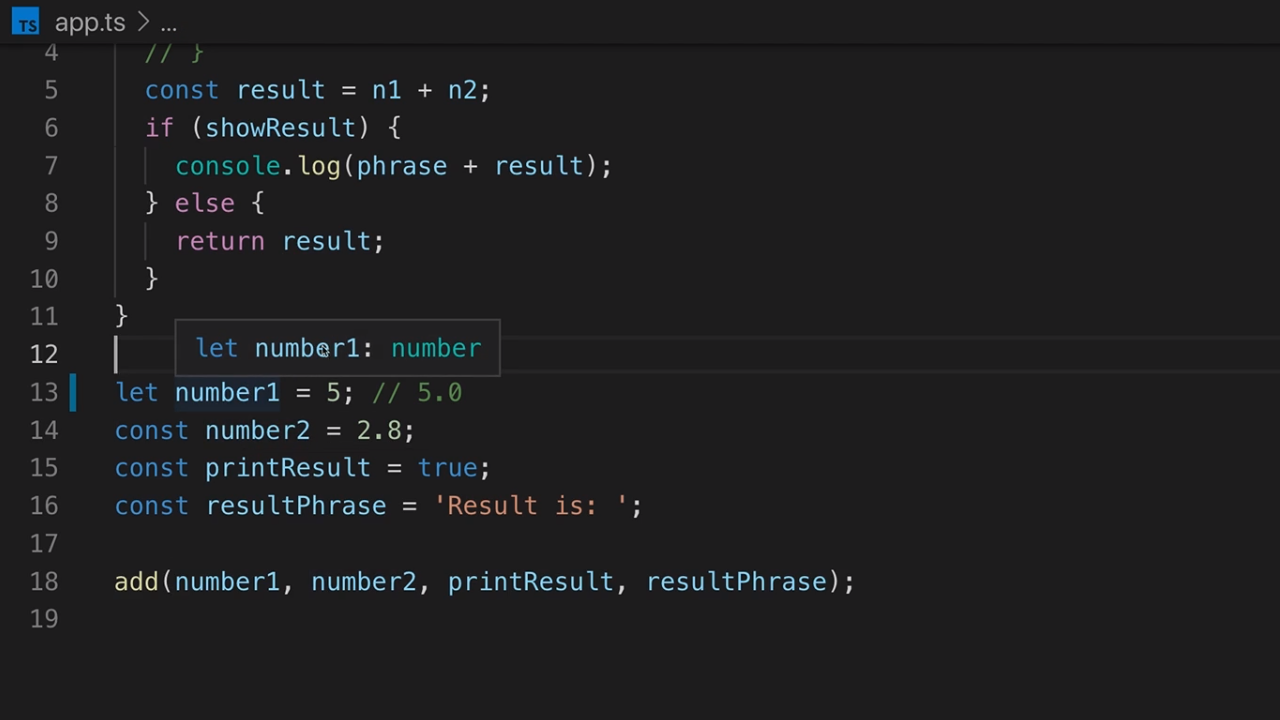 TS app.ts > ...
4 // }
5 const result = n1 + n2;
6 if (showResult) {
7 console.log(phrase + result);
8 } else {
9 return result;
10 }
11 }
12 let number1: number
13 let number1 = 5; // 5.0
14 const number2 = 2.8;
15 const printResult = true;
16 const resultPhrase = 'Result is: ';
17
18 add(number1, number2, printResult, resultPhrase);
19